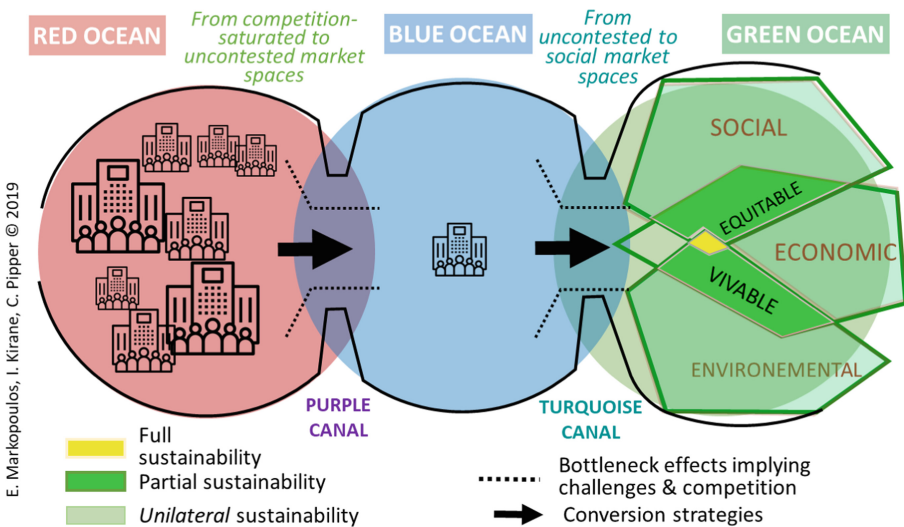 RED OCEAN
From competition-
saturated to
uncontested market
spaces
BLUE OCEAN
From
uncontested to
social market
spaces
GREEN OCEAN
SOCIAL
EQUITABLE
ECONOMIC
VIVABLE
ENVIRONEMENTAL
PURPLE
CANAL
TURQUOISE
CANAL
E. Markopoulos, I. Kirane, C. Pipper © 2019
Full
sustainability
Partial sustainability
Unilateral sustainability
Bottleneck effects implying
challenges & competition
Conversion strategies